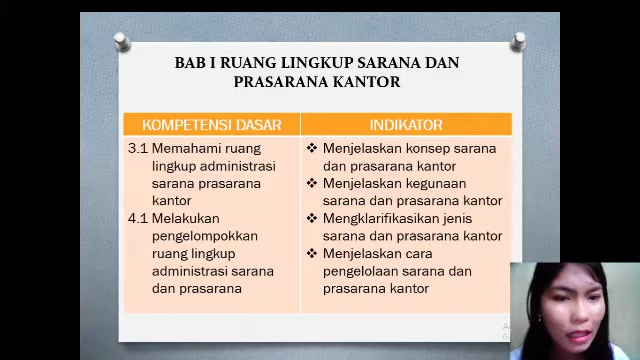 BAB I RUANG LINGKUP SARANA DAN
PRASARANA KANTOR
KOMPETENSI DASAR
3.1 Memahami ruang
lingkup administrasi
sarana prasarana
kantor
4.1 Melakukan
pengelompokkan
ruang lingkup
administrasi sarana
dan prasarana
INDIKATOR
❖ Menjelaskan konsep sarana
dan prasarana kantor
❖ Menjelaskan kegunaan
sarana dan prasarana kantor
❖ Mengklarifikasikan jenis
sarana dan prasarana kantor
❖ Menjelaskan cara
pengelolaan sarana dan
prasarana kantor